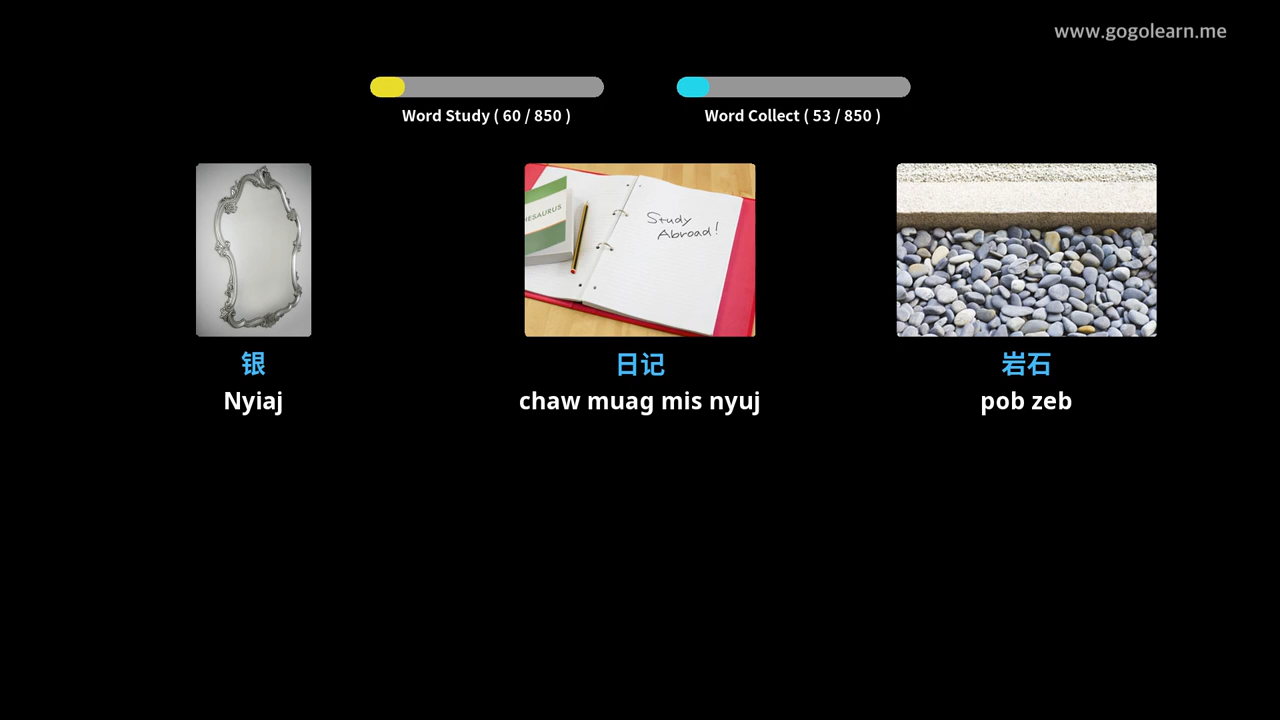 www.gogolearn.me
Word Study ( 60 / 850 )
Word Collect ( 53 / 850 )
HESAURUS
Study
Abroad!
银
日记
岩石
Nyiaj
chaw muag mis nyuj
pob zeb